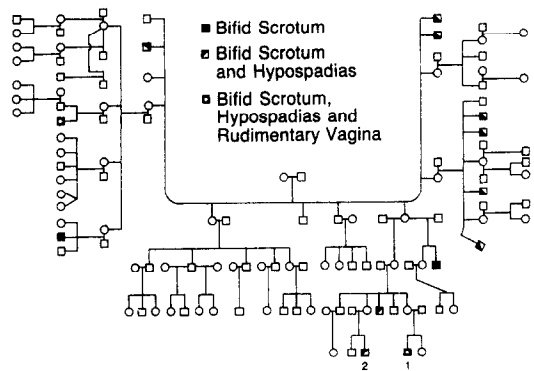 Bifid Scrotum
Bifid Scrotum
and Hypospadias
Bifid Scrotum,
Hypospadias and
Rudimentary Vagina
2
1